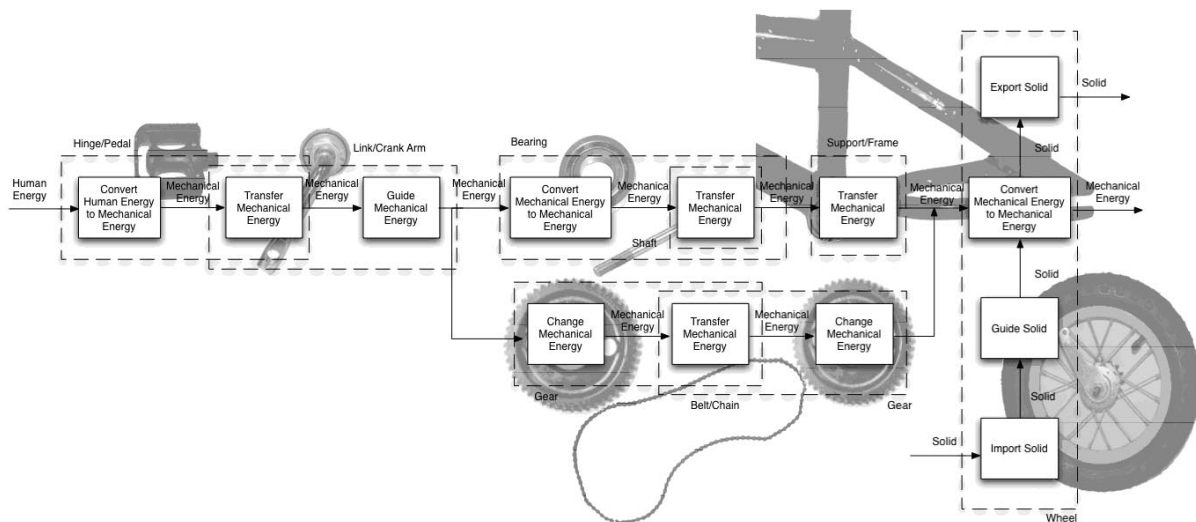 Export Solid
Solid
Solid
Hinge/Pedal
Link/Crank Arm
Bearing
Support/Frame
Human
Energy
Convert
Human Energy
to Mechanical
Energy
Mechanical
Energy
Transfer
Mechanical
Energy
Mechanical
Energy
Guide
Mechanical
Energy
Mechanical
Energy
Convert
Mechanical Energy
to Mechanical
Energy
Mechanical
Energy
Transfer
Mechanical
Energy
Mechanical
Energy
Transfer
Mechanical
Energy
Mechanical
Energy
Convert
Mechanical Energy
to Mechanical
Energy
Mechanical
Energy
Shaft
Solid
Change
Mechanical
Energy
Mechanical
Energy
Transfer
Mechanical
Energy
Mechanical
Energy
Change
Mechanical
Energy
Guide Solid
Gear
Belt/Chain
Gear
Solid
Solid
Import Solid
Wheel